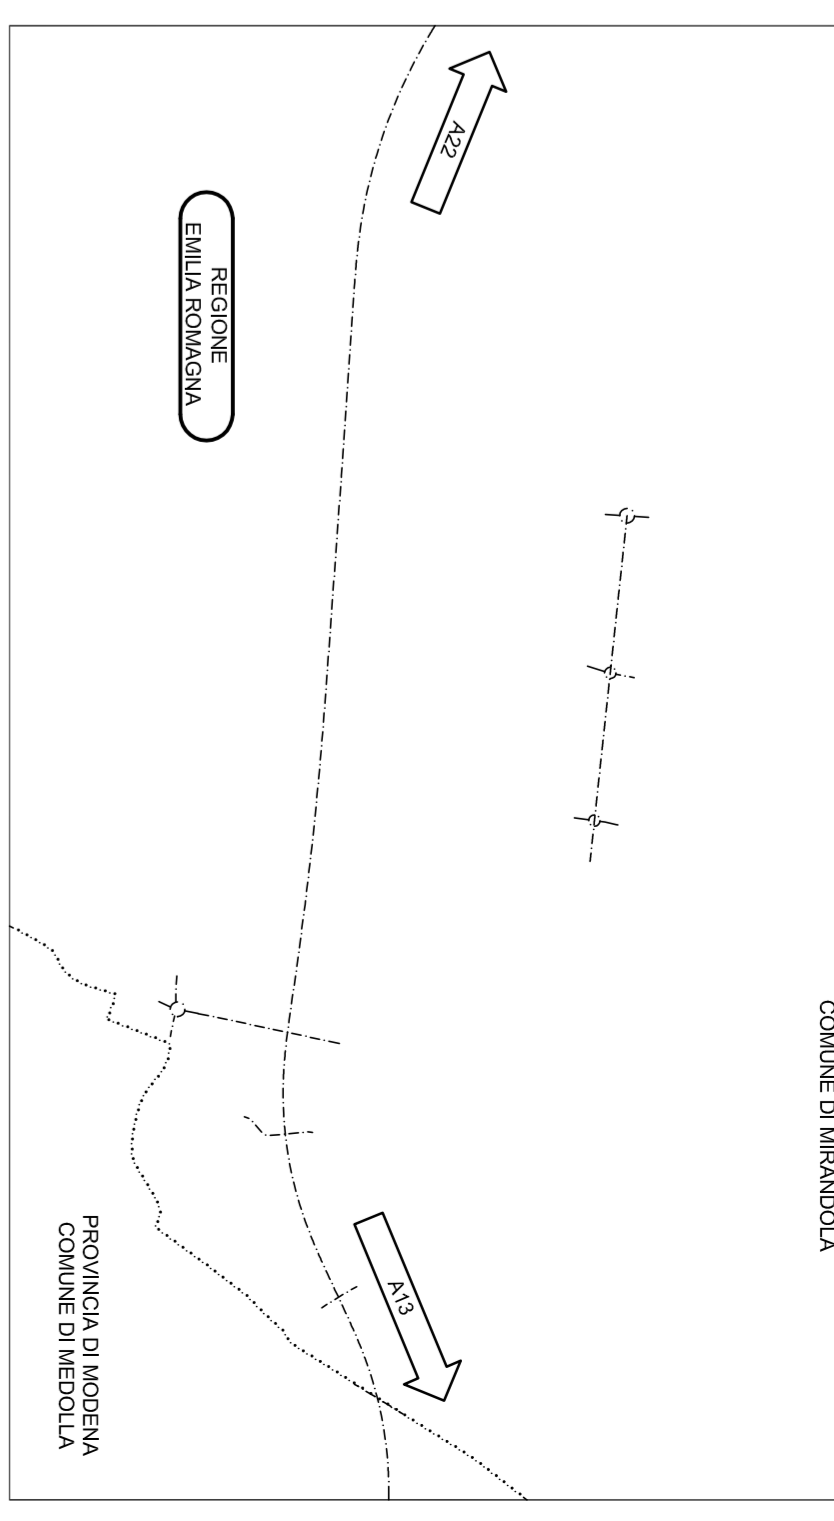 A22
REGIONE
EMILIA ROMAGNA
COMUNE DI MIRANDOLA
A13
PROVINCIA DI MODENA
COMUNE DI MEDOLLA